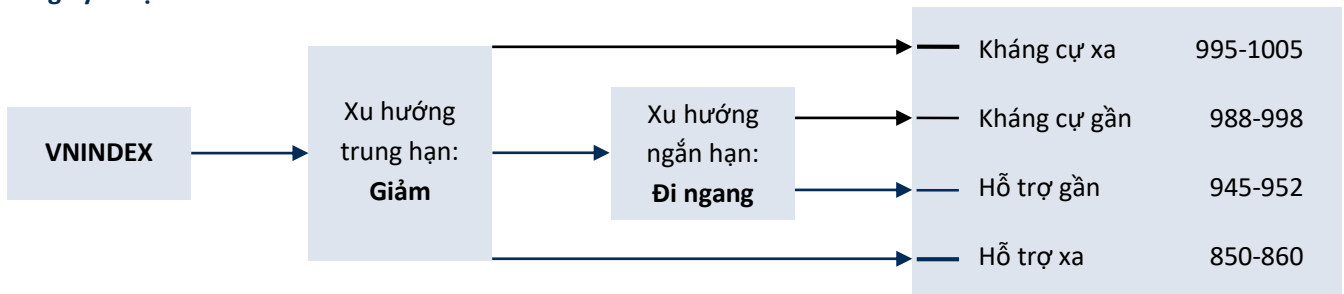 VNINDEX
Xu hướng
trung hạn:
Giảm
Xu hướng
ngắn hạn:
Đi ngang
Kháng cự xa 995-1005
Kháng cự gần 988-998
Hỗ trợ gần 945-952
Hỗ trợ xa 850-860